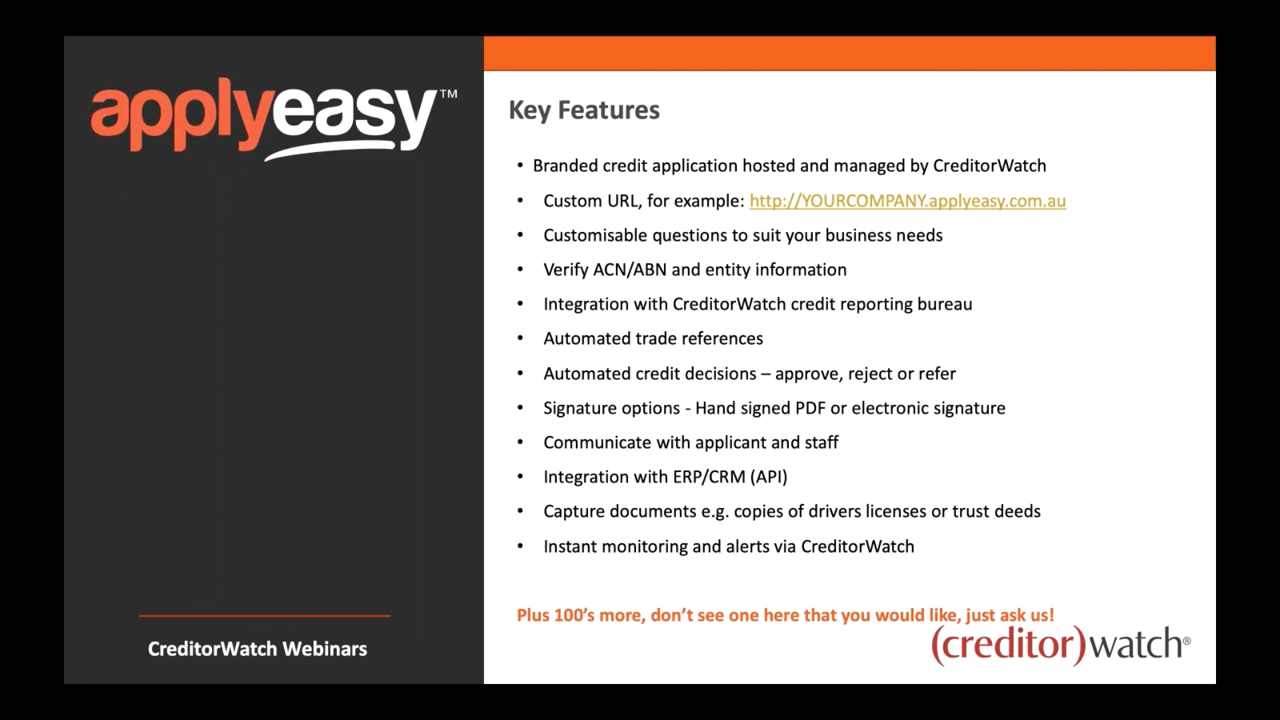 applyeasy™
CreditorWatch Webinars
Key Features
• Branded credit application hosted and managed by CreditorWatch
• Custom URL, for example: http://YOURCOMPANY.applyeasy.com.au
• Customisable questions to suit your business needs
• Verify ACN/ABN and entity information
• Integration with CreditorWatch credit reporting bureau
• Automated trade references
• Automated credit decisions – approve, reject or refer
• Signature options - Hand signed PDF or electronic signature
• Communicate with applicant and staff
• Integration with ERP/CRM (API)
• Capture documents e.g. copies of drivers licenses or trust deeds
• Instant monitoring and alerts via CreditorWatch
Plus 100’s more, don’t see one here that you would like, just ask us!
(creditor)watch®